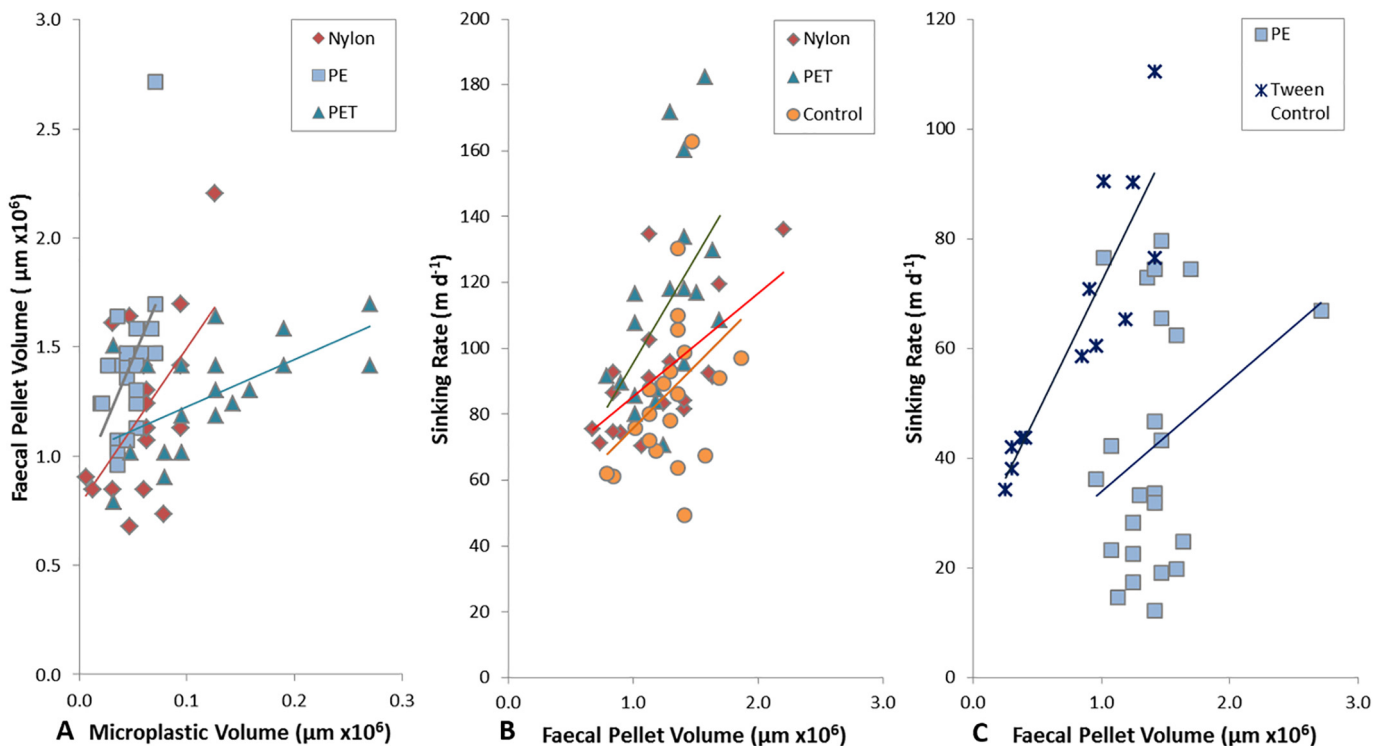 3.0
2.5
2.0
1.5
1.0
0.5
0.0
0.0
0.1
0.2
0.3
Faecal Pellet Volume ( µm x10⁶)
A Microplastic Volume (µm x10⁶)
Nylon
PE
PET
200
180
160
140
120
100
80
60
40
20
0
0.0
1.0
2.0
3.0
Sinking Rate (m d⁻¹)
B Faecal Pellet Volume (µm x10⁶)
Nylon
PET
Control
120
100
80
60
40
20
0
0.0
1.0
2.0
3.0
Sinking Rate (m d⁻¹)
C Faecal Pellet Volume (µm x10⁶)
PE
Tween
Control